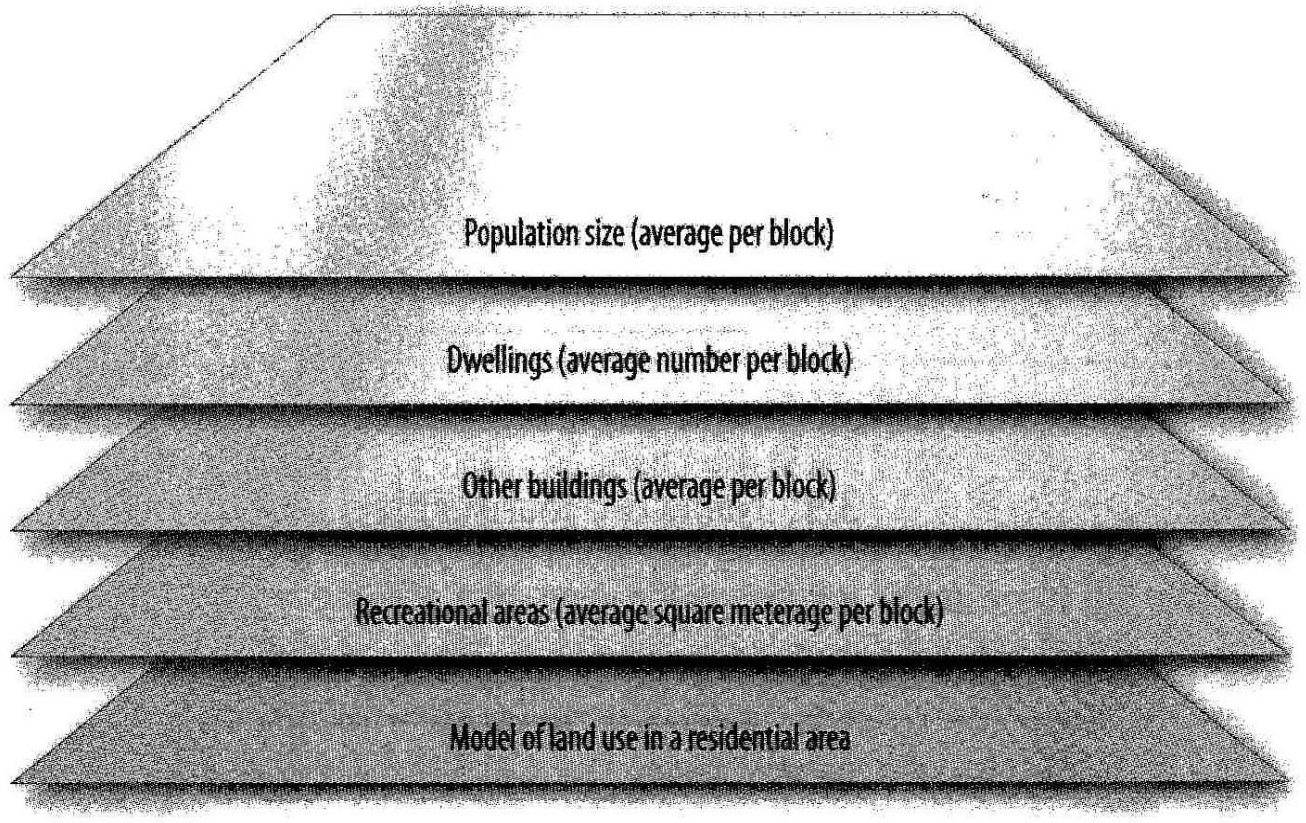 Population size (average per block)
Dwellings (average number per block)
Other buildings (average per block)
Recreational areas (average square meterage per block)
Model of land use in a residential area